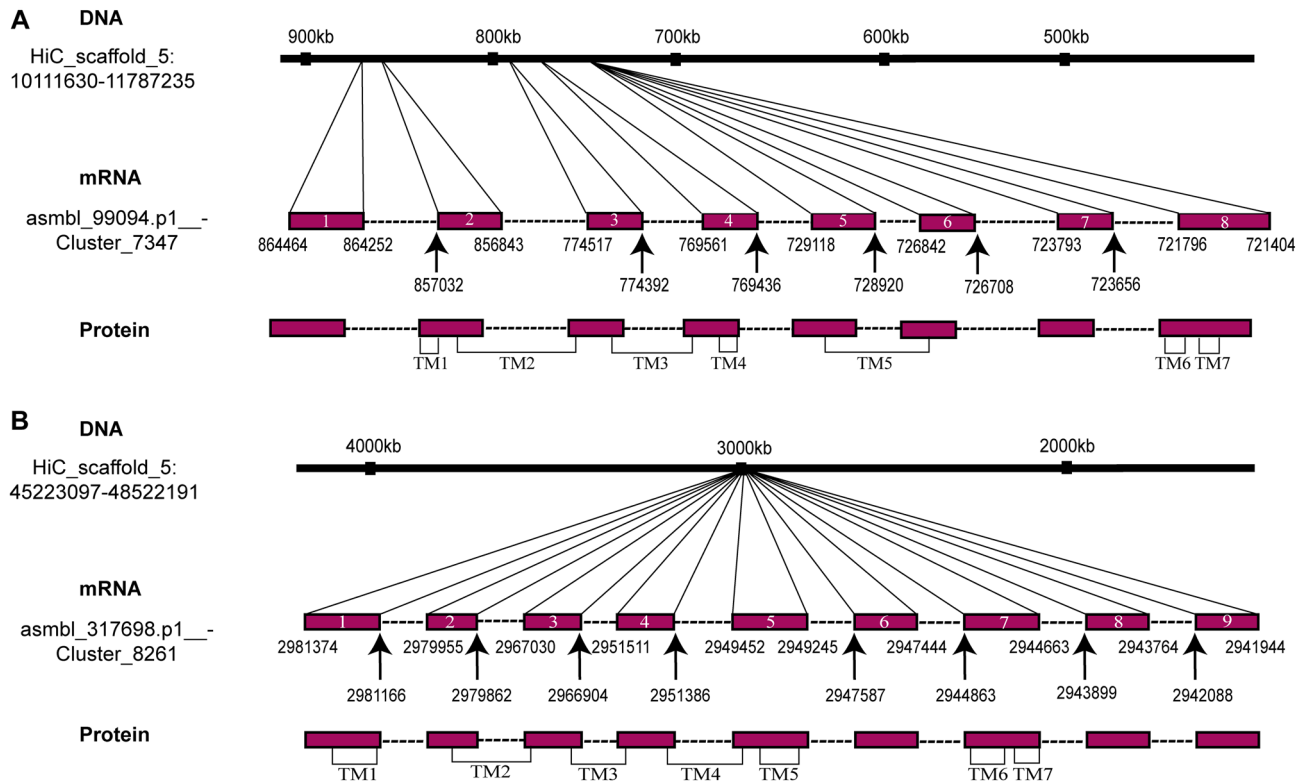 A
DNA
900kb 800kb 700kb 600kb 500kb
HiC_scaffold_5:
10111630-11787235
mRNA
asmbl_99094.p1__-
Cluster_7347
1 2 3 4 5 6 7 8
864464 864252 856843 774517 769561 729118 726842 723793 721796 721404
857032 774392 769436 728920 726708 723656
Protein
TM1 TM2 TM3 TM4 TM5 TM6 TM7
B
DNA
4000kb 3000kb 2000kb
HiC_scaffold_5:
45223097-48522191
mRNA
asmbl_317698.p1__-
Cluster_8261
1 2 3 4 5 6 7 8 9
2981374 2979955 2967030 2951511 2949452 2949245 2947444 2944663 2943764 2941944
2981166 2979862 2966904 2951386 2947587 2944863 2943899 2942088
Protein
TM1 TM2 TM3 TM4 TM5 TM6 TM7